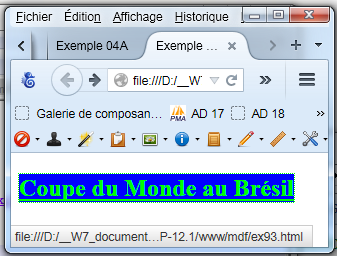 Fichier Édition Affichage Historique
Exemple 04A Exemple ...
file:///D:/__W7
Galerie de composan... PMA AD 17 AD 18 »
Coupe du Monde au Brésil
file:///D:/__W7_document...P-12.1/www/mdf/ex93.html